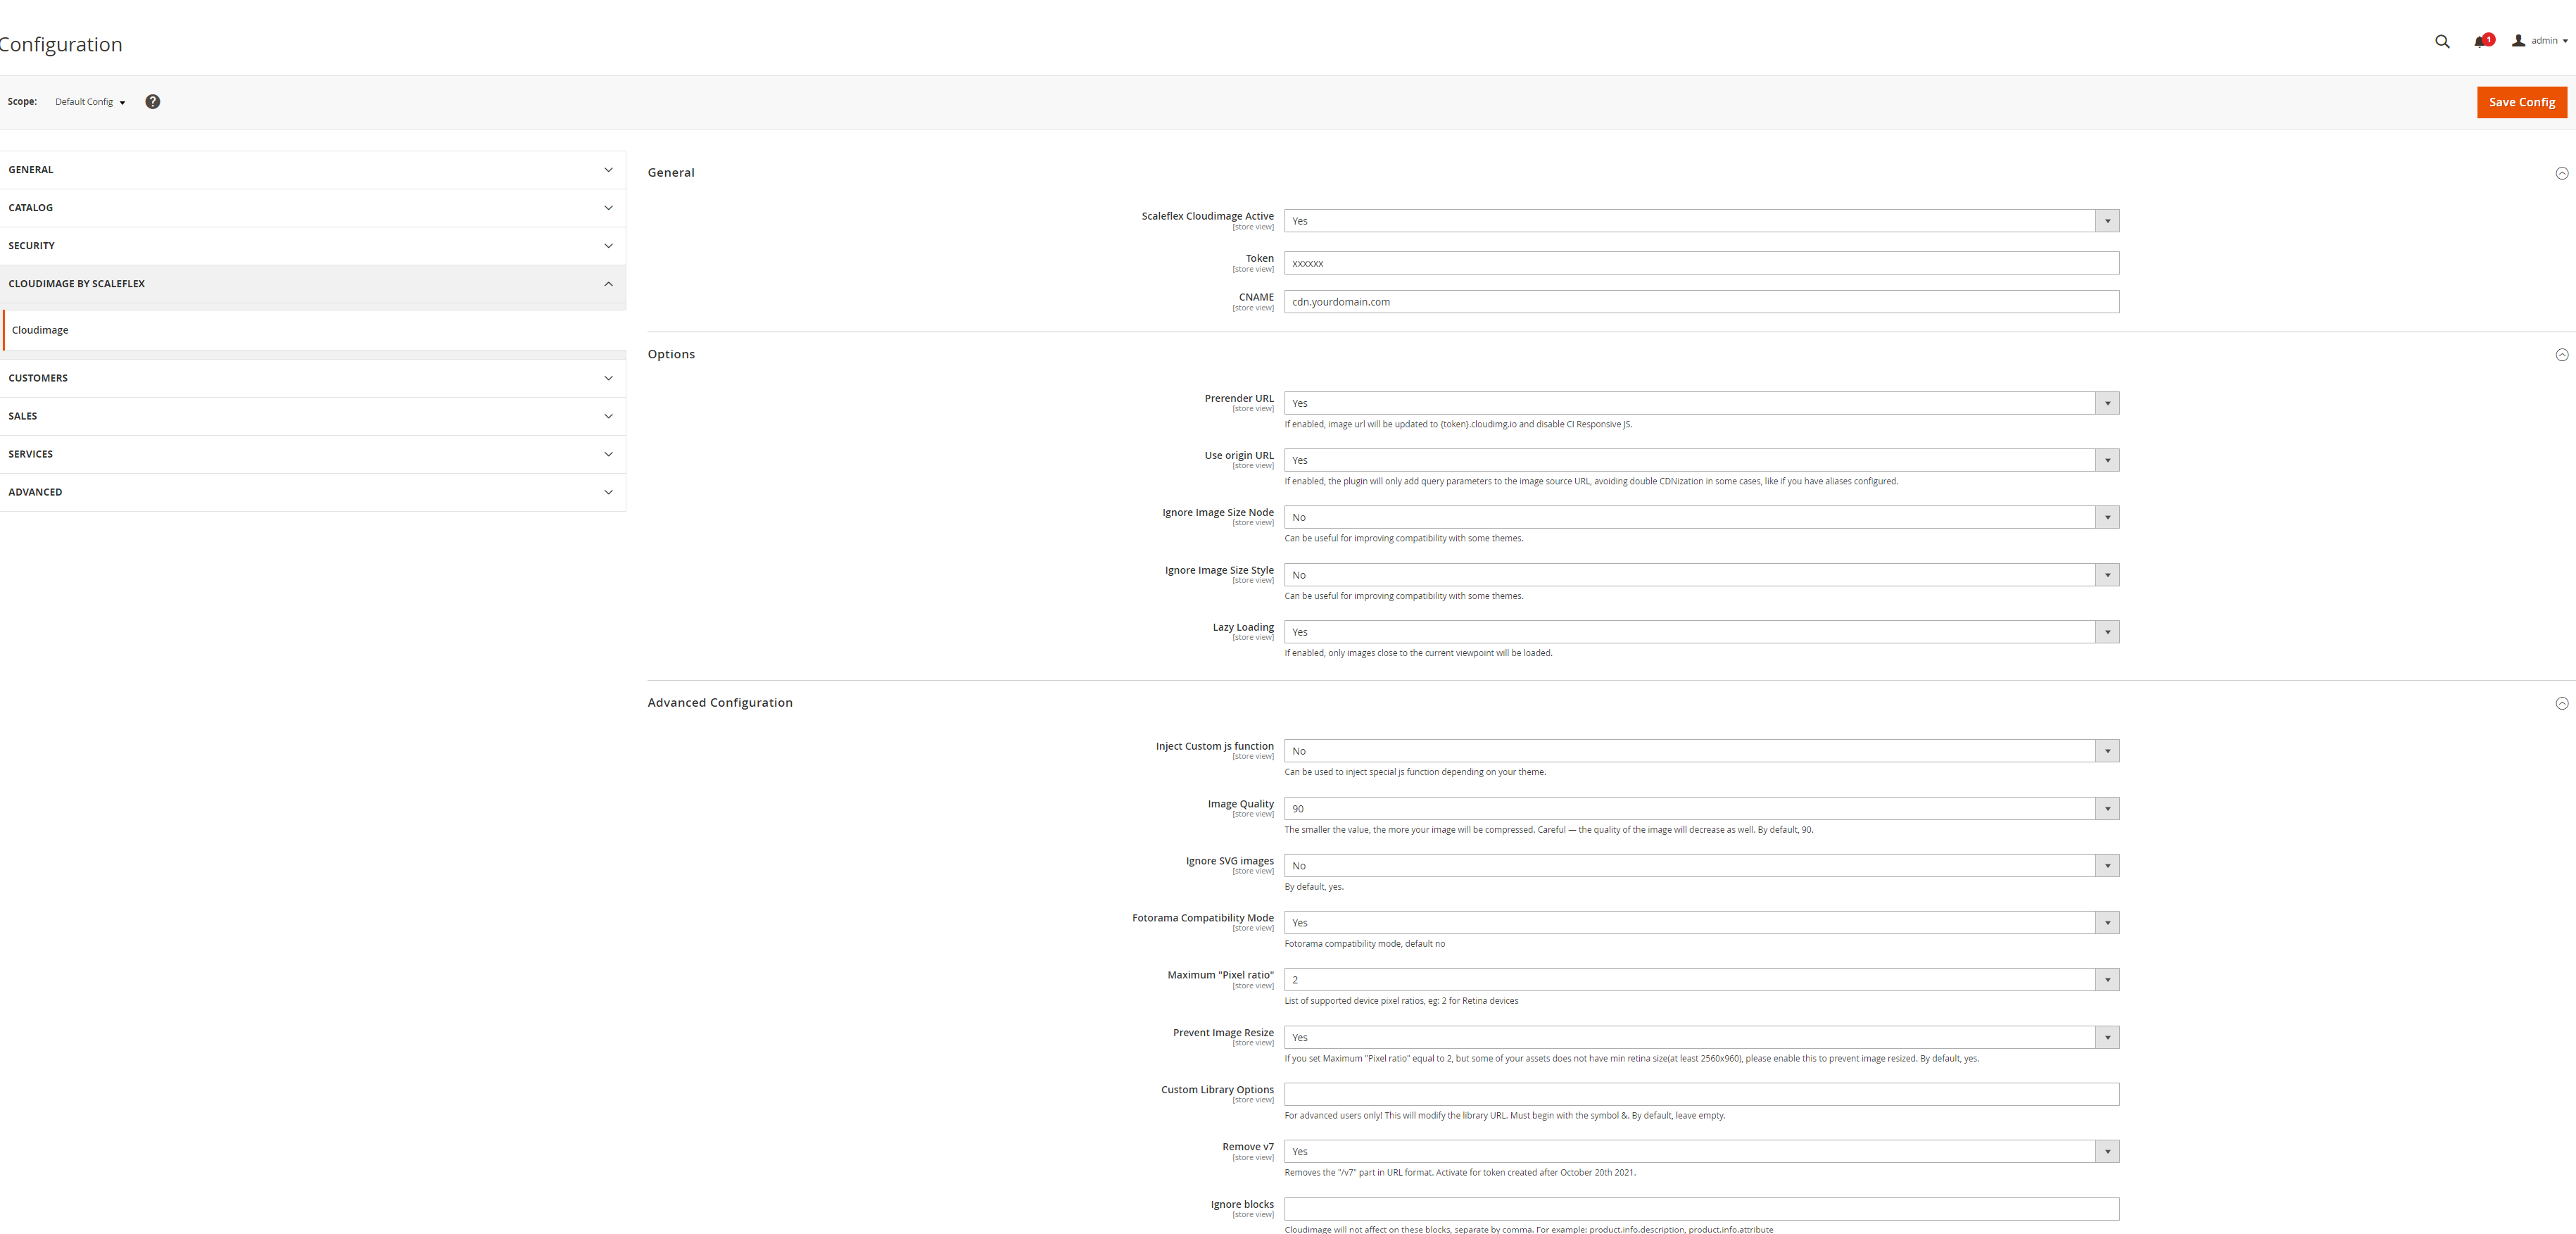 Configuration
1
admin
Scope:
Default Config
?
Save Config
GENERAL
CATALOG
SECURITY
CLOUDIMAGE BY SCALEFLEX
Cloudimage
CUSTOMERS
SALES
SERVICES
ADVANCED
General
Scaleflex Cloudimage Active
[store view]
Yes
Token
[store view]
xxxxxx
CNAME
[store view]
cdn.yourdomain.com
Options
Prerender URL
[store view]
Yes
If enabled, image url will be updated to {token}.cloudimg.io and disable CI Responsive JS.
Use origin URL
[store view]
Yes
If enabled, the plugin will only add query parameters to the image source URL, avoiding double CDNization in some cases, like if you have aliases configured.
Ignore Image Size Node
[store view]
No
Can be useful for improving compatibility with some themes.
Ignore Image Size Style
[store view]
No
Can be useful for improving compatibility with some themes.
Lazy Loading
[store view]
Yes
If enabled, only images close to the current viewpoint will be loaded.
Advanced Configuration
Inject Custom js function
[store view]
No
Can be used to inject special js function depending on your theme.
Image Quality
[store view]
90
The smaller the value, the more your image will be compressed. Careful — the quality of the image will decrease as well. By default, 90.
Ignore SVG images
[store view]
No
By default, yes.
Fotorama Compatibility Mode
[store view]
Yes
Fotorama compatibility mode, default no
Maximum "Pixel ratio"
[store view]
2
List of supported device pixel ratios, eg: 2 for Retina devices
Prevent Image Resize
[store view]
Yes
If you set Maximum "Pixel ratio" equal to 2, but some of your assets does not have min retina size(at least 2560x960), please enable this to prevent image resized. By default, yes.
Custom Library Options
[store view]
For advanced users only! This will modify the library URL. Must begin with the symbol &. By default, leave empty.
Remove v7
[store view]
Yes
Removes the "/v7" part in URL format. Activate for token created after October 20th 2021.
Ignore blocks
[store view]
Cloudimage will not affect on these blocks, separate by comma. For example: product.info.description, product.info.attribute